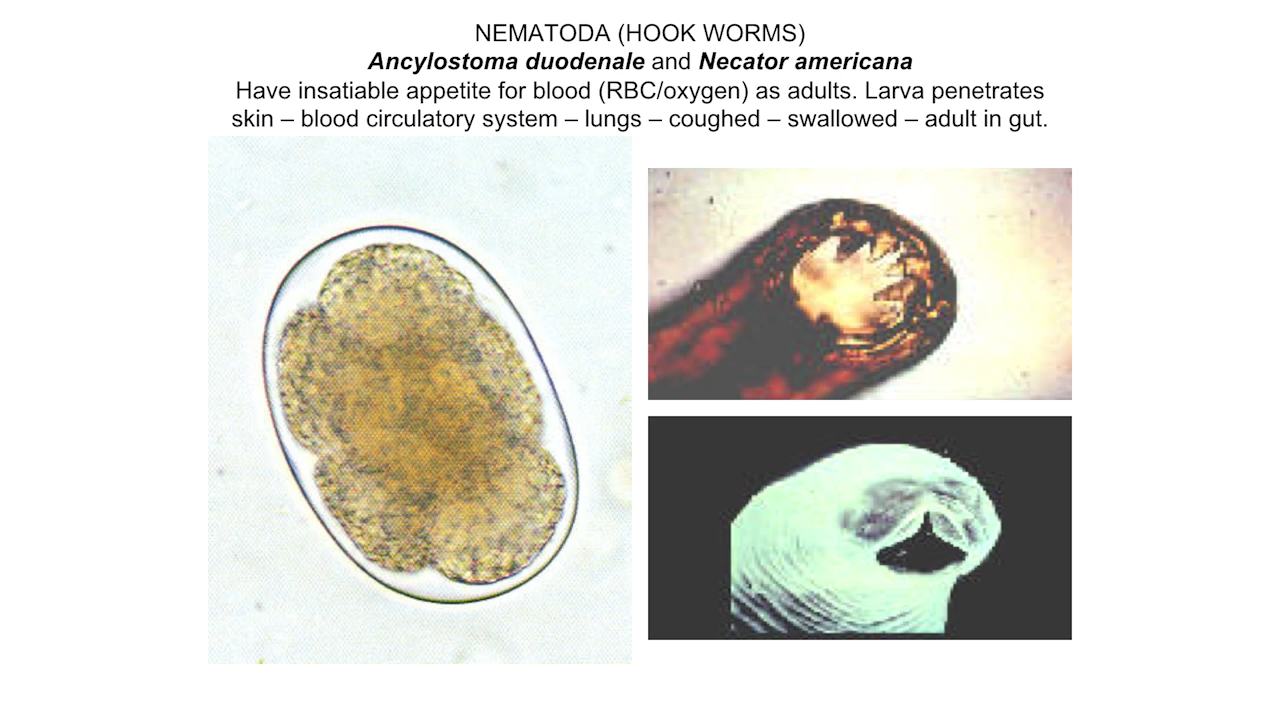 NEMATODA (HOOK WORMS)
Ancylostoma duodenale and Necator americana
Have insatiable appetite for blood (RBC/oxygen) as adults. Larva penetrates
skin – blood circulatory system – lungs – coughed – swallowed – adult in gut.